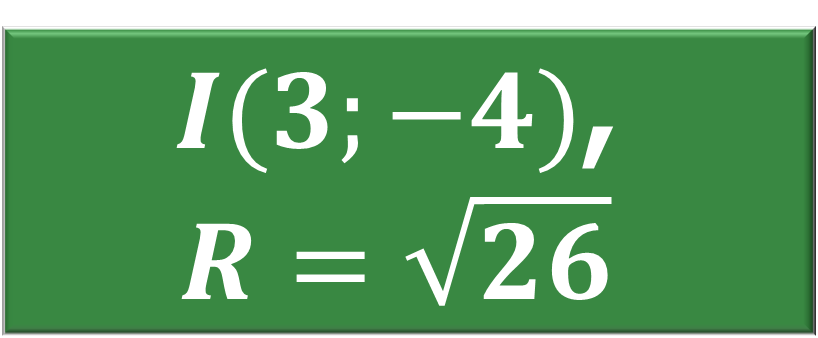 I(3; −4),
R = √26